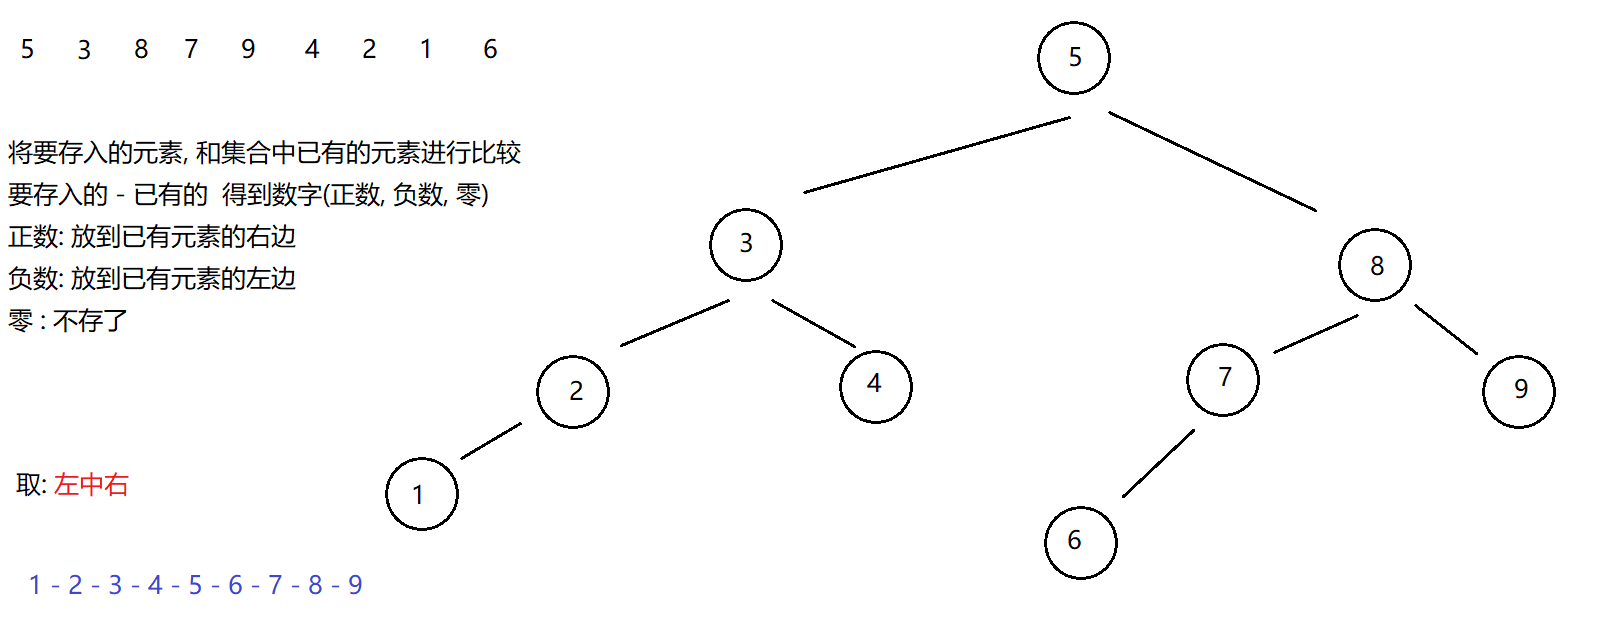 5 3 8 7 9 4 2 1 6
将要存入的元素, 和集合中已有的元素进行比较
要存入的 - 已有的 得到数字(正数, 负数, 零)
正数: 放到已有元素的右边
负数: 放到已有元素的左边
零 : 不存了
取: 左中右
1 - 2 - 3 - 4 - 5 - 6 - 7 - 8 - 9
5
3
8
2
4
7
9
1
6